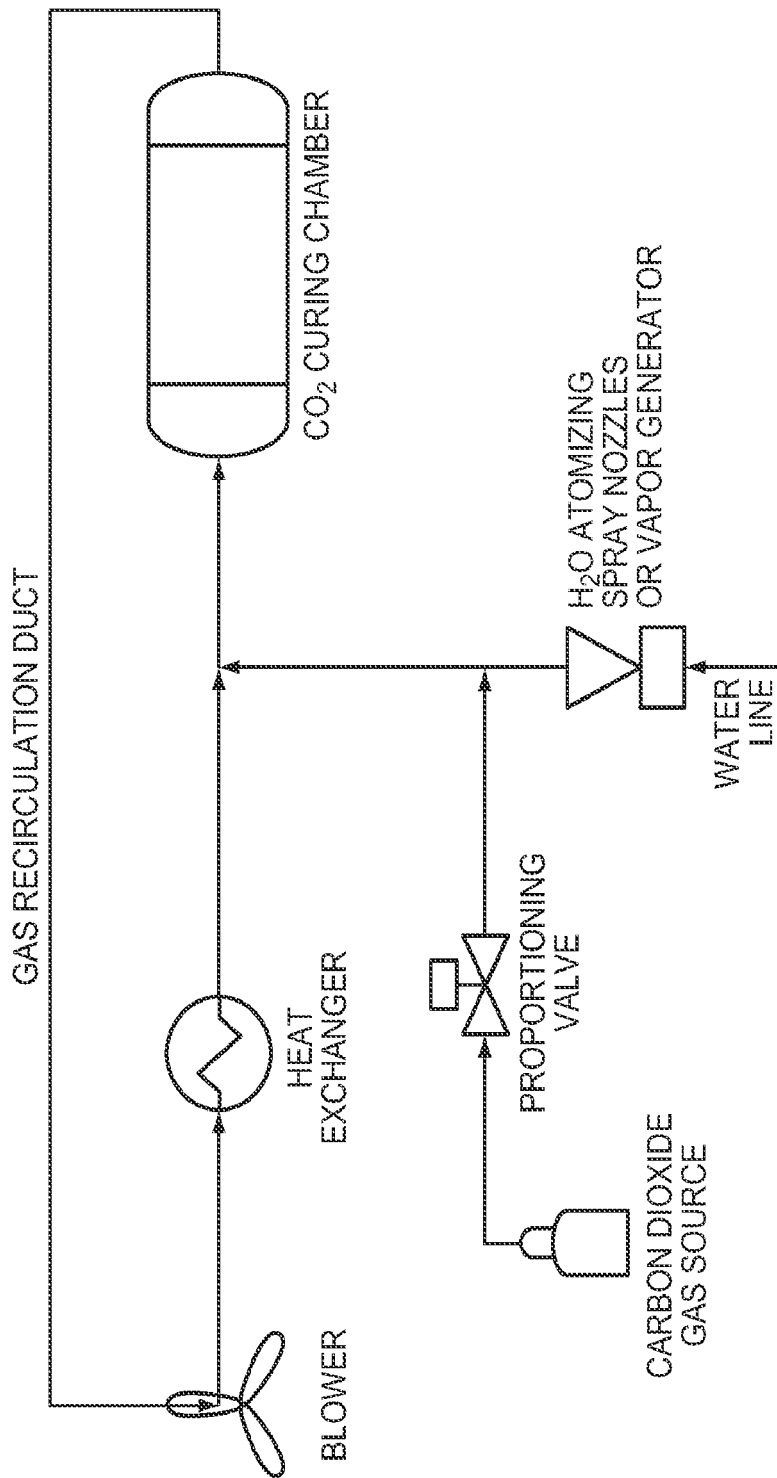 GAS RECIRCULATION DUCT
BLOWER
HEAT
EXCHANGER
CO₂ CURING CHAMBER
CARBON DIOXIDE
GAS SOURCE
PROPORTIONING
VALVE
H₂O ATOMIZING
SPRAY NOZZLES
OR VAPOR GENERATOR
WATER
LINE